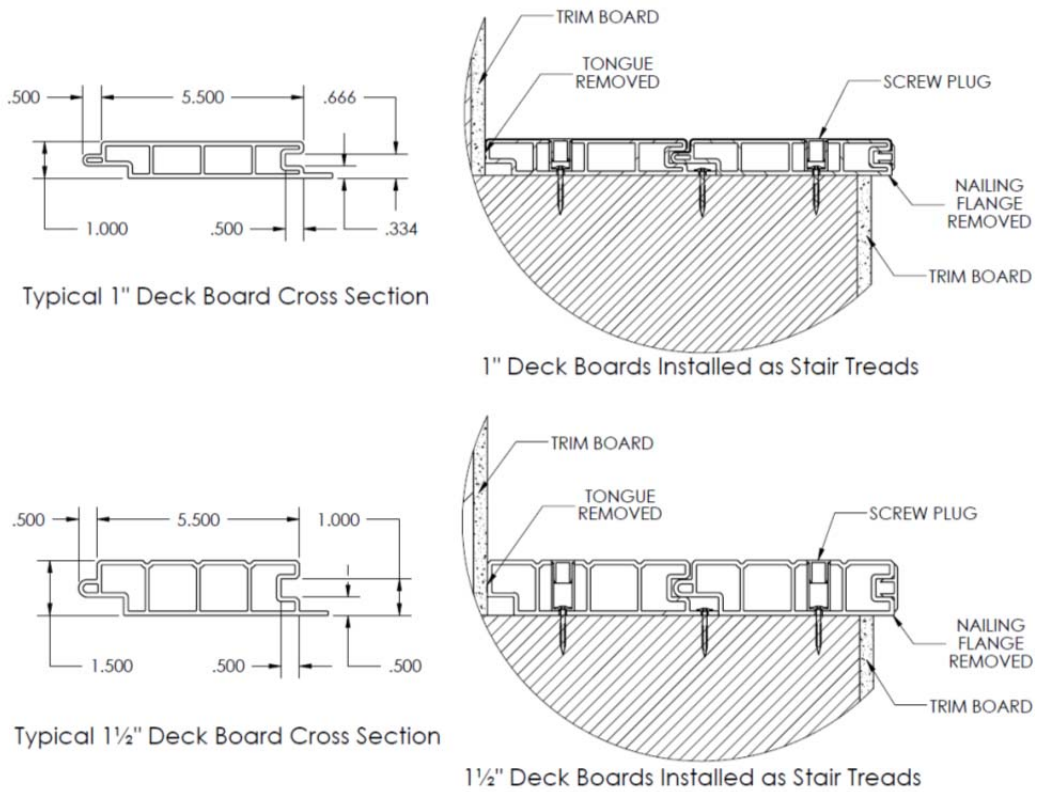 .500
5.500
.666
1.000
.500
.334
Typical 1" Deck Board Cross Section
TRIM BOARD
TONGUE
REMOVED
SCREW PLUG
NAILING
FLANGE
REMOVED
TRIM BOARD
1" Deck Boards Installed as Stair Treads
.500
5.500
1.000
1.500
.500
.500
Typical 1½" Deck Board Cross Section
TRIM BOARD
TONGUE
REMOVED
SCREW PLUG
NAILING
FLANGE
REMOVED
TRIM BOARD
1½" Deck Boards Installed as Stair Treads